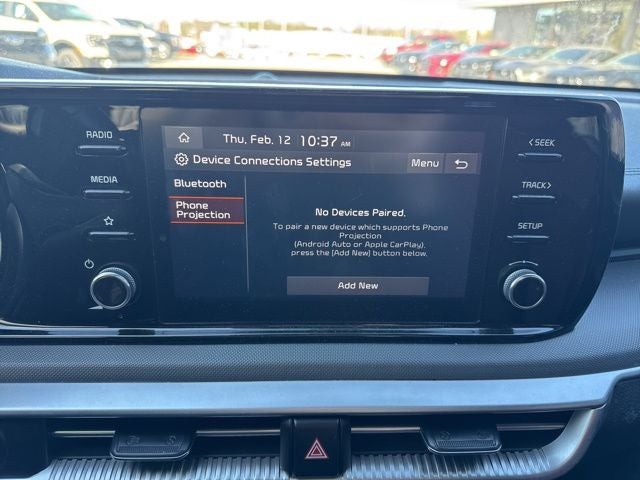 RADIO
MEDIA
Thu, Feb. 12 10:37 AM
Device Connections Settings
Menu
Bluetooth
Phone
Projection
No Devices Paired.
To pair a new device which supports Phone
Projection
(Android Auto or Apple CarPlay),
press the [Add New] button below.
Add New
< SEEK
TRACK >
SETUP